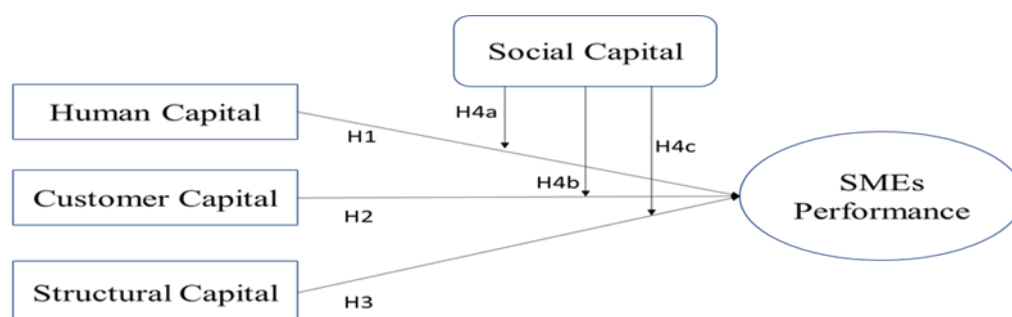 Social Capital
Human Capital
H4a
H1
H4c
Customer Capital
H4b
SMEs
Performance
H2
Structural Capital
H3